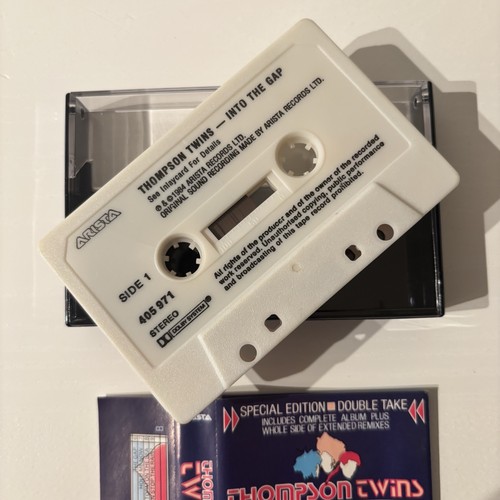 THOMPSON TWINS — INTO THE GAP
See Inlaycard For Details
℗ & ©1984 ARISTA RECORDS LTD.
ORIGINAL SOUND RECORDING MADE BY ARISTA RECORDS LTD.
ARISTA
SIDE 1
405 971
STEREO
DOLBY SYSTEM®
All rights of the producer and of the owner of the recorded
work reserved. Unauthorised copying, public performance
and broadcasting of this tape record prohibited.
ARISTA
SPECIAL EDITION DOUBLE TAKE
INCLUDES COMPLETE ALBUM PLUS
WHOLE SIDE OF EXTENDED REMIXES
THOMPSON TWINS